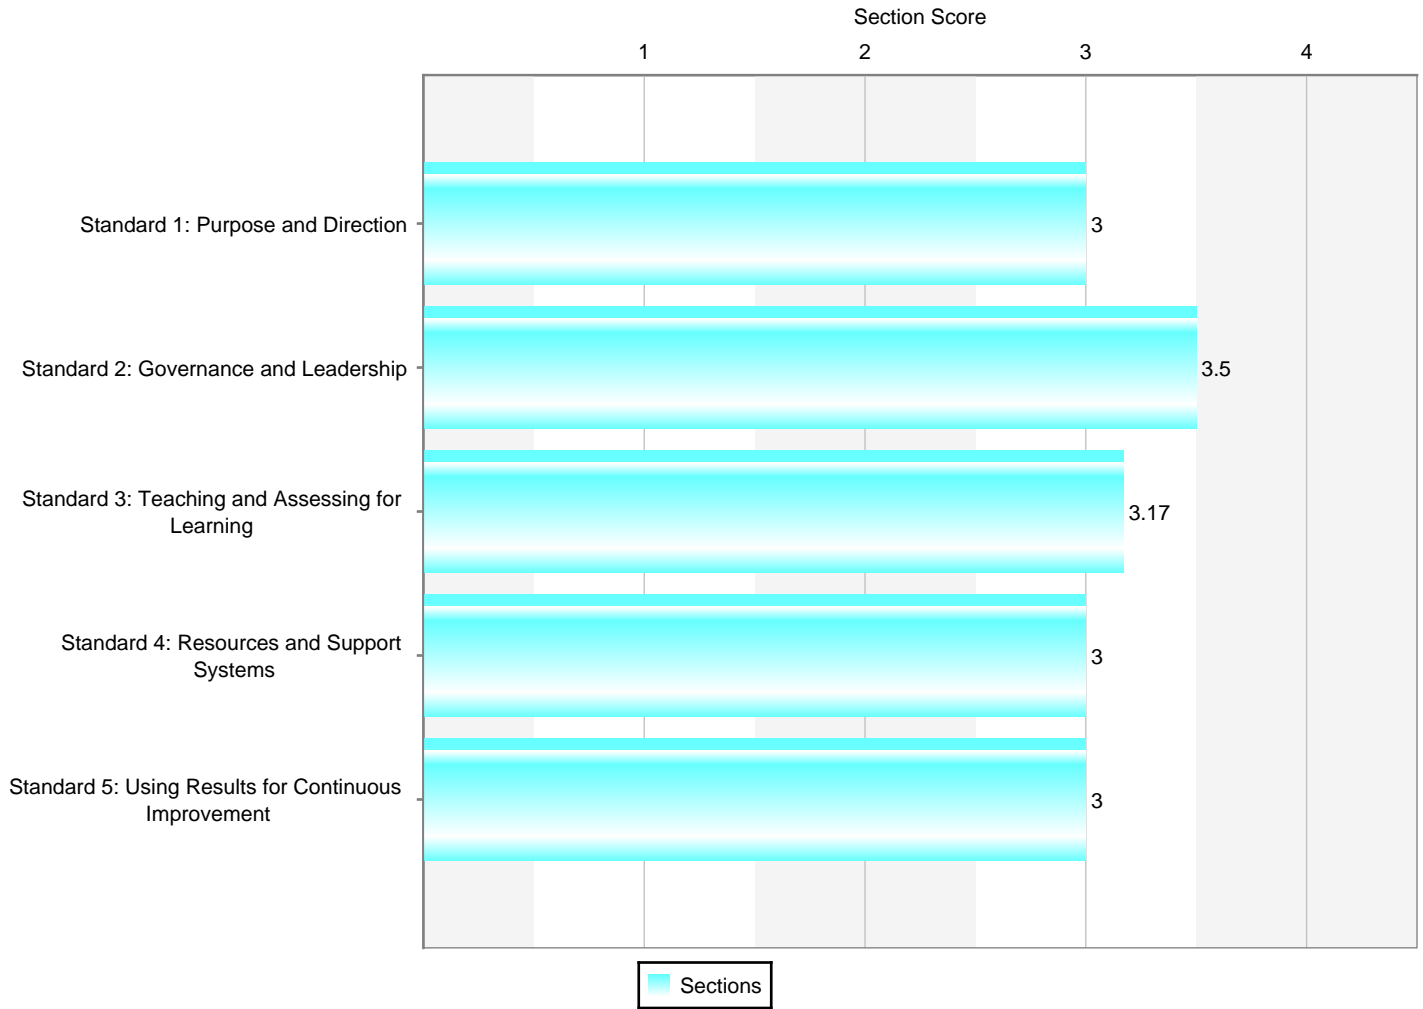 Section Score
1 2 3 4
Standard 1: Purpose and Direction
3
Standard 2: Governance and Leadership
3.5
Standard 3: Teaching and Assessing for
Learning
3.17
Standard 4: Resources and Support
Systems
3
Standard 5: Using Results for Continuous
Improvement
3
Sections